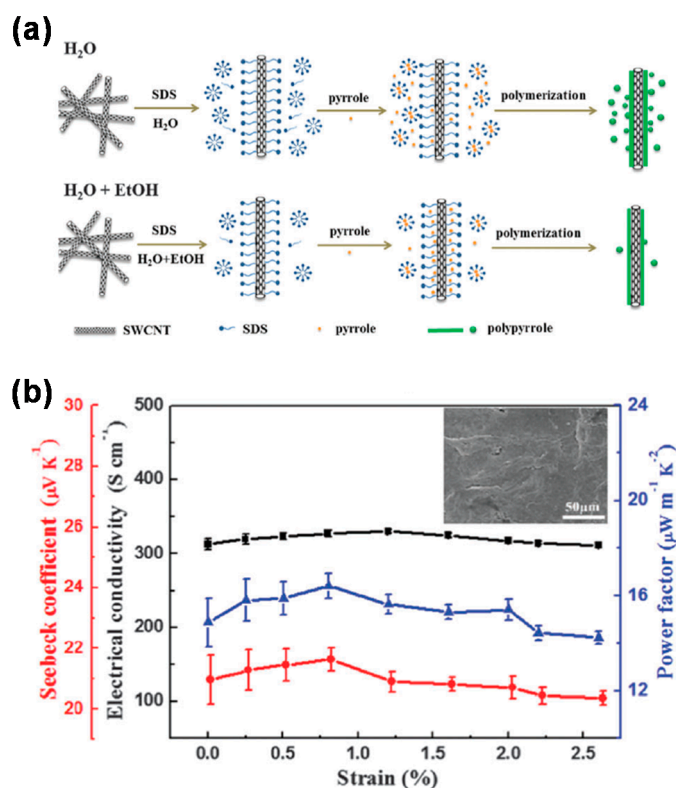 (a)
H₂O
SDS
H₂O
pyrrole
polymerization
H₂O + EtOH
SDS
H₂O+EtOH
pyrrole
polymerization
SWCNT
SDS
pyrrole
polypyrrole
(b)
Seebeck coefficient (μV K⁻¹)
30
28
26
24
22
20
Electrical conductivity (S cm⁻¹)
500
400
300
200
100
50μm
Power factor (μW m⁻¹ K⁻²)
24
20
16
12
0.0 0.5 1.0 1.5 2.0 2.5
Strain (%)